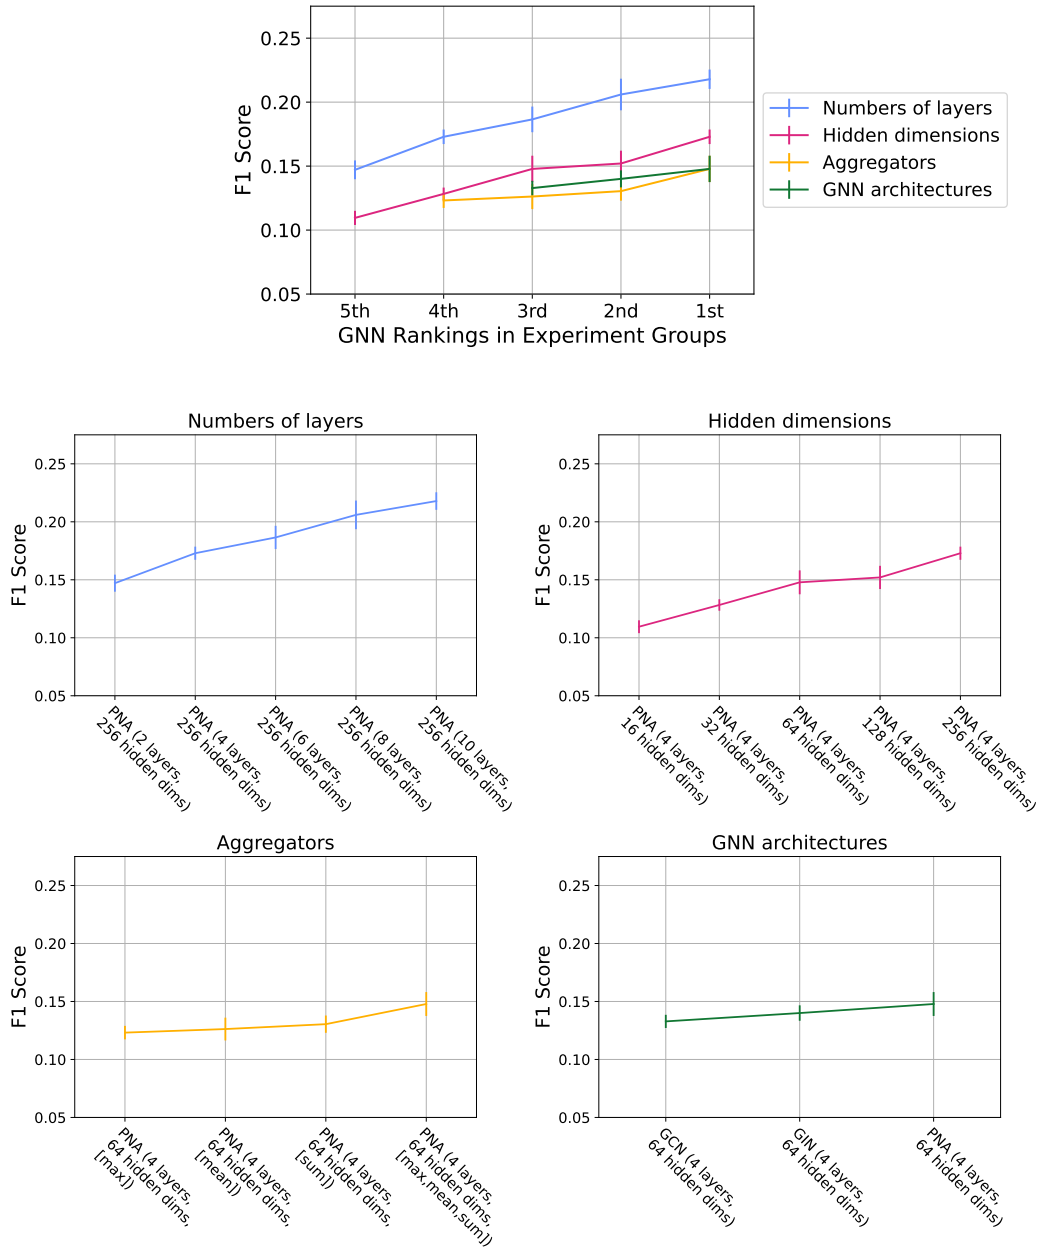 0.25
0.20
0.15
0.10
0.05
F1 Score
5th
4th
3rd
2nd
1st
GNN Rankings in Experiment Groups
Numbers of layers
Hidden dimensions
Aggregators
GNN architectures
Numbers of layers
0.25
0.20
0.15
0.10
0.05
F1 Score
PNA (2 layers,
256 hidden dims)
PNA (4 layers,
256 hidden dims)
PNA (6 layers,
256 hidden dims)
PNA (8 layers,
256 hidden dims)
PNA (10 layers,
256 hidden dims)
Hidden dimensions
0.25
0.20
0.15
0.10
0.05
F1 Score
PNA (4 layers,
16 hidden dims)
PNA (4 layers,
32 hidden dims)
PNA (4 layers,
64 hidden dims)
PNA (4 layers,
128 hidden dims)
PNA (4 layers,
256 hidden dims)
Aggregators
0.25
0.20
0.15
0.10
0.05
F1 Score
PNA (4 layers,
64 hidden dims,
[max])
PNA (4 layers,
64 hidden dims,
[mean])
PNA (4 layers,
64 hidden dims,
[sum])
PNA (4 layers,
64 hidden dims,
[max,mean,sum])
GNN architectures
0.25
0.20
0.15
0.10
0.05
F1 Score
GCN (4 layers,
64 hidden dims)
GIN (4 layers,
64 hidden dims)
PNA (4 layers,
64 hidden dims)